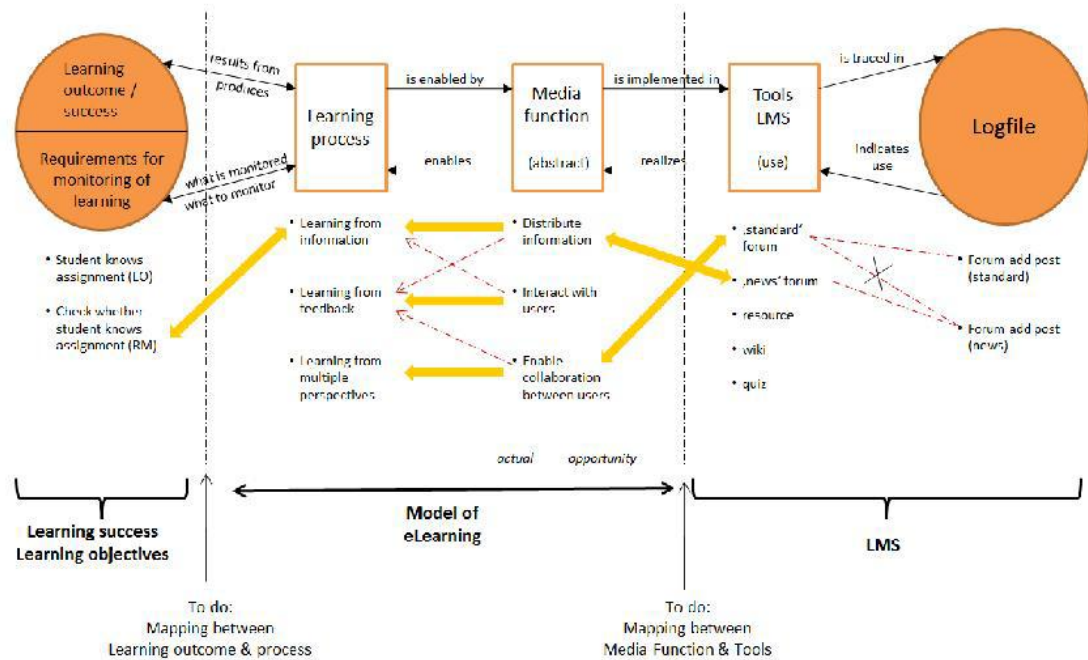 Learning
outcome /
success
Requirements for
monitoring of
learning
results from
produces
what is monitored
what to monitor
Learning
process
is enabled by
enables
Media
function
(abstract)
is implemented in
realizes
Tools
LMS
(use)
is traced in
Indicates
use
Logfile
• Student knows
assignment (LO)
• Check whether
student knows
assignment (RM)
• Learning from
information
• Learning from
feedback
• Learning from
multiple
perspectives
• Distribute
information
• Interact with
users
• Enable
collaboration
between users
• ‚standard‘
forum
• ‚news‘ forum
• resource
• wiki
• quiz
• Forum add post
(standard)
• Forum add post
(news)
actual opportunity
Learning success
Learning objectives
Model of
eLearning
LMS
To do:
Mapping between
Learning outcome & process
To do:
Mapping between
Media Function & Tools